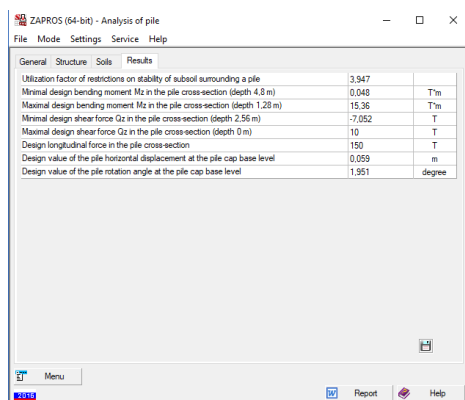 ZAPROS (64-bit) - Analysis of pile
File Mode Settings Service Help
General Structure Soils Results
Utilization factor of restrictions on stability of subsoil surrounding a pile 3,947
Minimal design bending moment Mz in the pile cross-section (depth 4,8 m) 0,048 T*m
Maximal design bending moment Mz in the pile cross-section (depth 1,28 m) 15,36 T*m
Minimal design shear force Qz in the pile cross-section (depth 2,56 m) -7,052 T
Maximal design shear force Qz in the pile cross-section (depth 0 m) 10 T
Design longitudinal force in the pile cross-section 150 T
Design value of the pile horizontal displacement at the pile cap base level 0,059 m
Design value of the pile rotation angle at the pile cap base level 1,951 degree
Menu
2016 Report Help